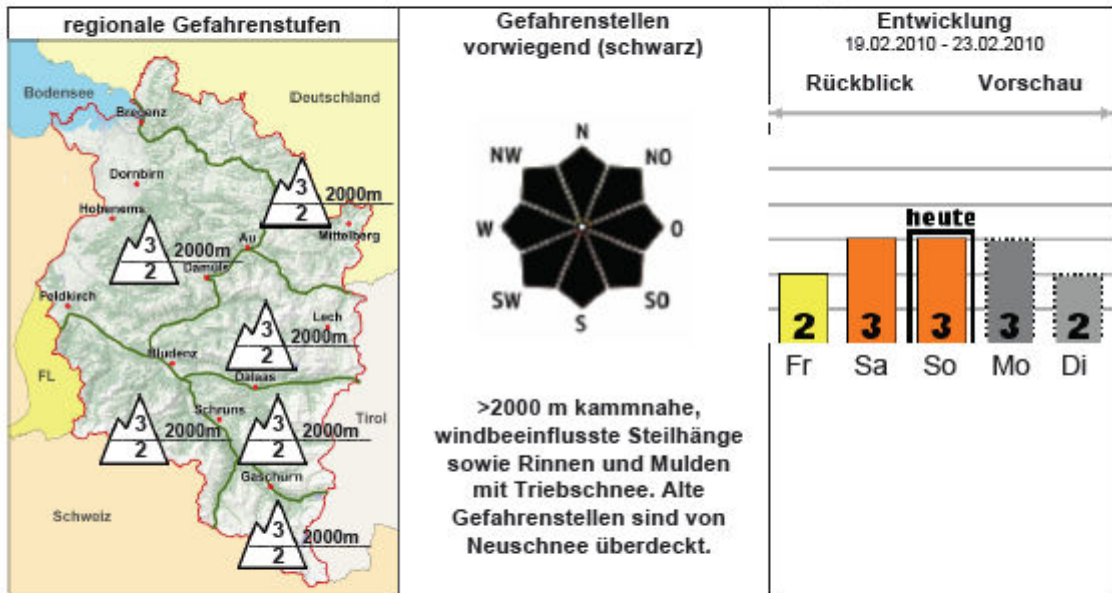 regionale Gefahrenstufen
Bodensee
Deutschland
Bregenz
Dornbirn
Hohenems
3
2
2000m
Mittelberg
3
2
2000m
Au
Damüls
Feldkirch
Lech
3
2
2000m
Bludenz
Dalaas
FL
Schruns
Tirol
3
2
2000m
3
2
2000m
Gaschurn
Schweiz
3
2
2000m
Gefahrenstellen
vorwiegend (schwarz)
N
NW
NO
W
O
SW
SO
S
>2000 m kammnahe,
windbeeinflusste Steilhänge
sowie Rinnen und Mulden
mit Triebschnee. Alte
Gefahrenstellen sind von
Neuschnee überdeckt.
Entwicklung
19.02.2010 - 23.02.2010
Rückblick Vorschau
heute
2 3 3 3 2
Fr Sa So Mo Di